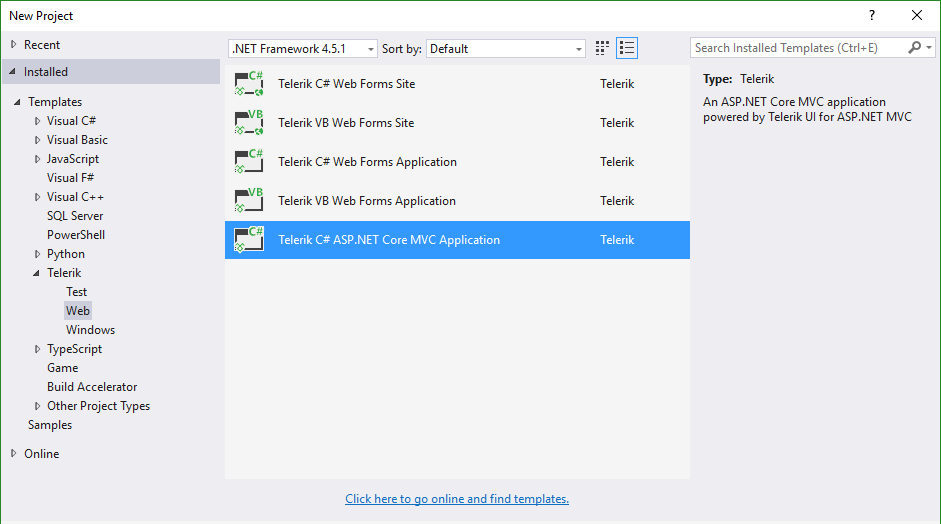 New Project
?
Recent
Installed
Templates
Visual C#
Visual Basic
JavaScript
Visual F#
Visual C++
SQL Server
PowerShell
Python
Telerik
Test
Web
Windows
TypeScript
Game
Build Accelerator
Other Project Types
Samples
Online
.NET Framework 4.5.1 Sort by: Default
C# Telerik C# Web Forms Site Telerik
VB Telerik VB Web Forms Site Telerik
C# Telerik C# Web Forms Application Telerik
VB Telerik VB Web Forms Application Telerik
C# Telerik C# ASP.NET Core MVC Application Telerik
Click here to go online and find templates.
Search Installed Templates (Ctrl+E)
Type: Telerik
An ASP.NET Core MVC application
powered by Telerik UI for ASP.NET MVC